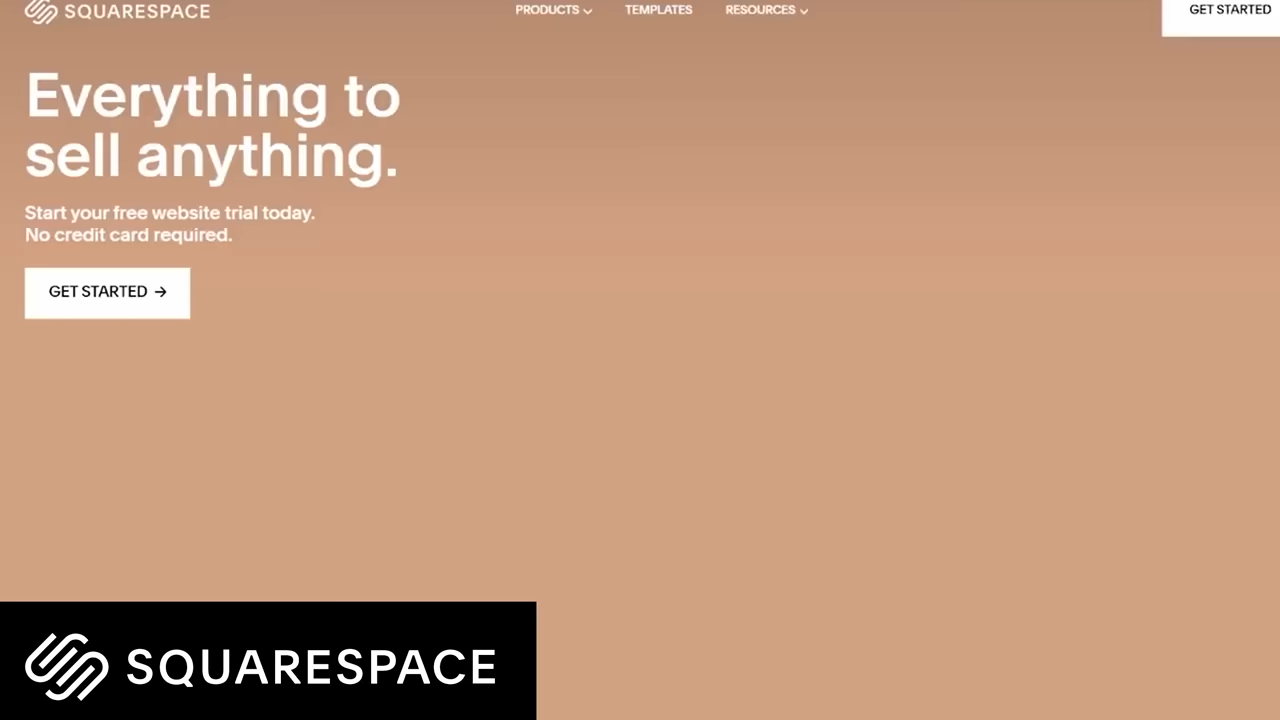 SQUARESPACE
PRODUCTS
TEMPLATES
RESOURCES
GET STARTED
Everything to
sell anything.
Start your free website trial today.
No credit card required.
GET STARTED →
SQUARESPACE